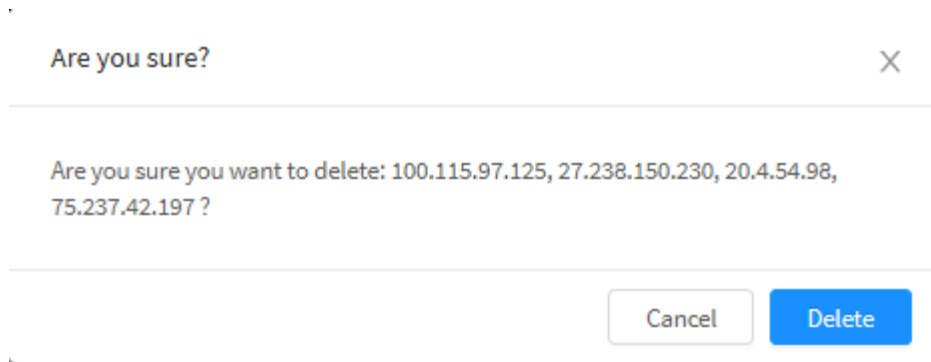 Are you sure?
Are you sure you want to delete: 100.115.97.125, 27.238.150.230, 20.4.54.98,
75.237.42.197 ?
Cancel
Delete